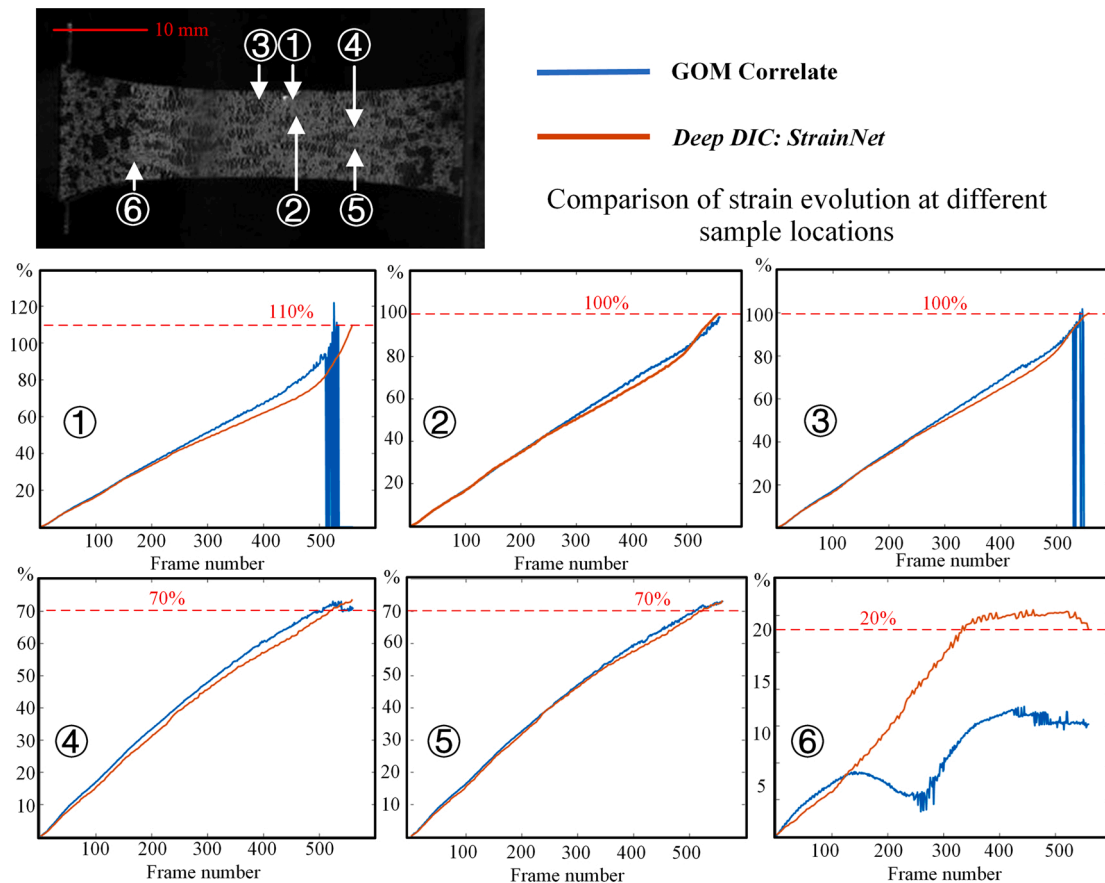 10 mm
③ ① ④
⑥ ② ⑤
GOM Correlate
Deep DIC: StrainNet
Comparison of strain evolution at different
sample locations
%
120
100
80
60
40
20
110%
①
100 200 300 400 500
Frame number
%
100
80
60
40
20
100%
②
100 200 300 400 500
Frame number
%
100
80
60
40
20
100%
③
100 200 300 400 500
Frame number
%
70
60
50
40
30
20
10
70%
④
100 200 300 400 500
Frame number
%
70
60
50
40
30
20
10
70%
⑤
100 200 300 400 500
Frame number
%
20
15
10
5
20%
⑥
100 200 300 400 500
Frame number